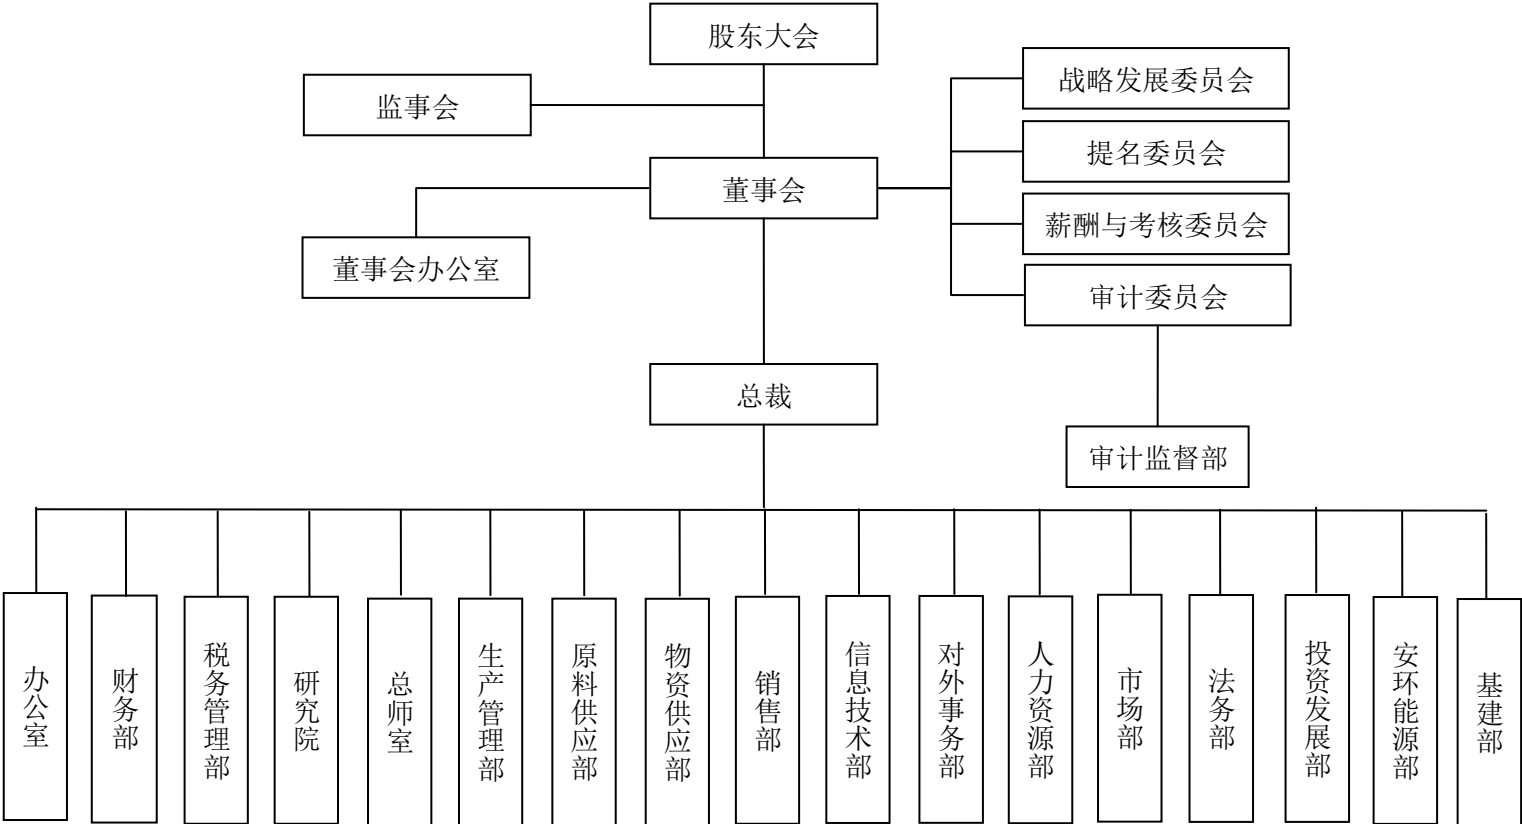 股东大会
监事会
战略发展委员会
提名委员会
董事会
薪酬与考核委员会
董事会办公室
审计委员会
总裁
审计监督部
办公室
财务部
税务管理部
研究院
总师室
生产管理部
原料供应部
物资供应部
销售部
信息技术部
对外事务部
人力资源部
市场部
法务部
投资发展部
安环能源部
基建部